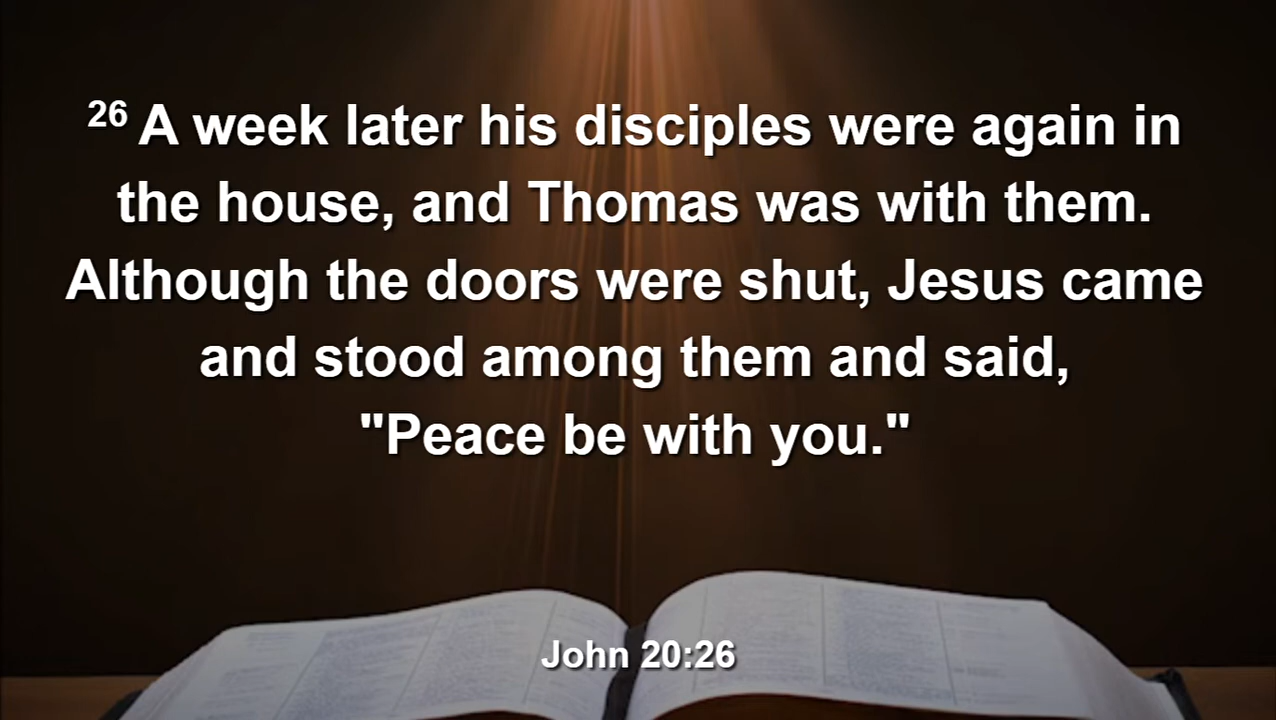 26 A week later his disciples were again in
the house, and Thomas was with them.
Although the doors were shut, Jesus came
and stood among them and said,
"Peace be with you."
John 20:26